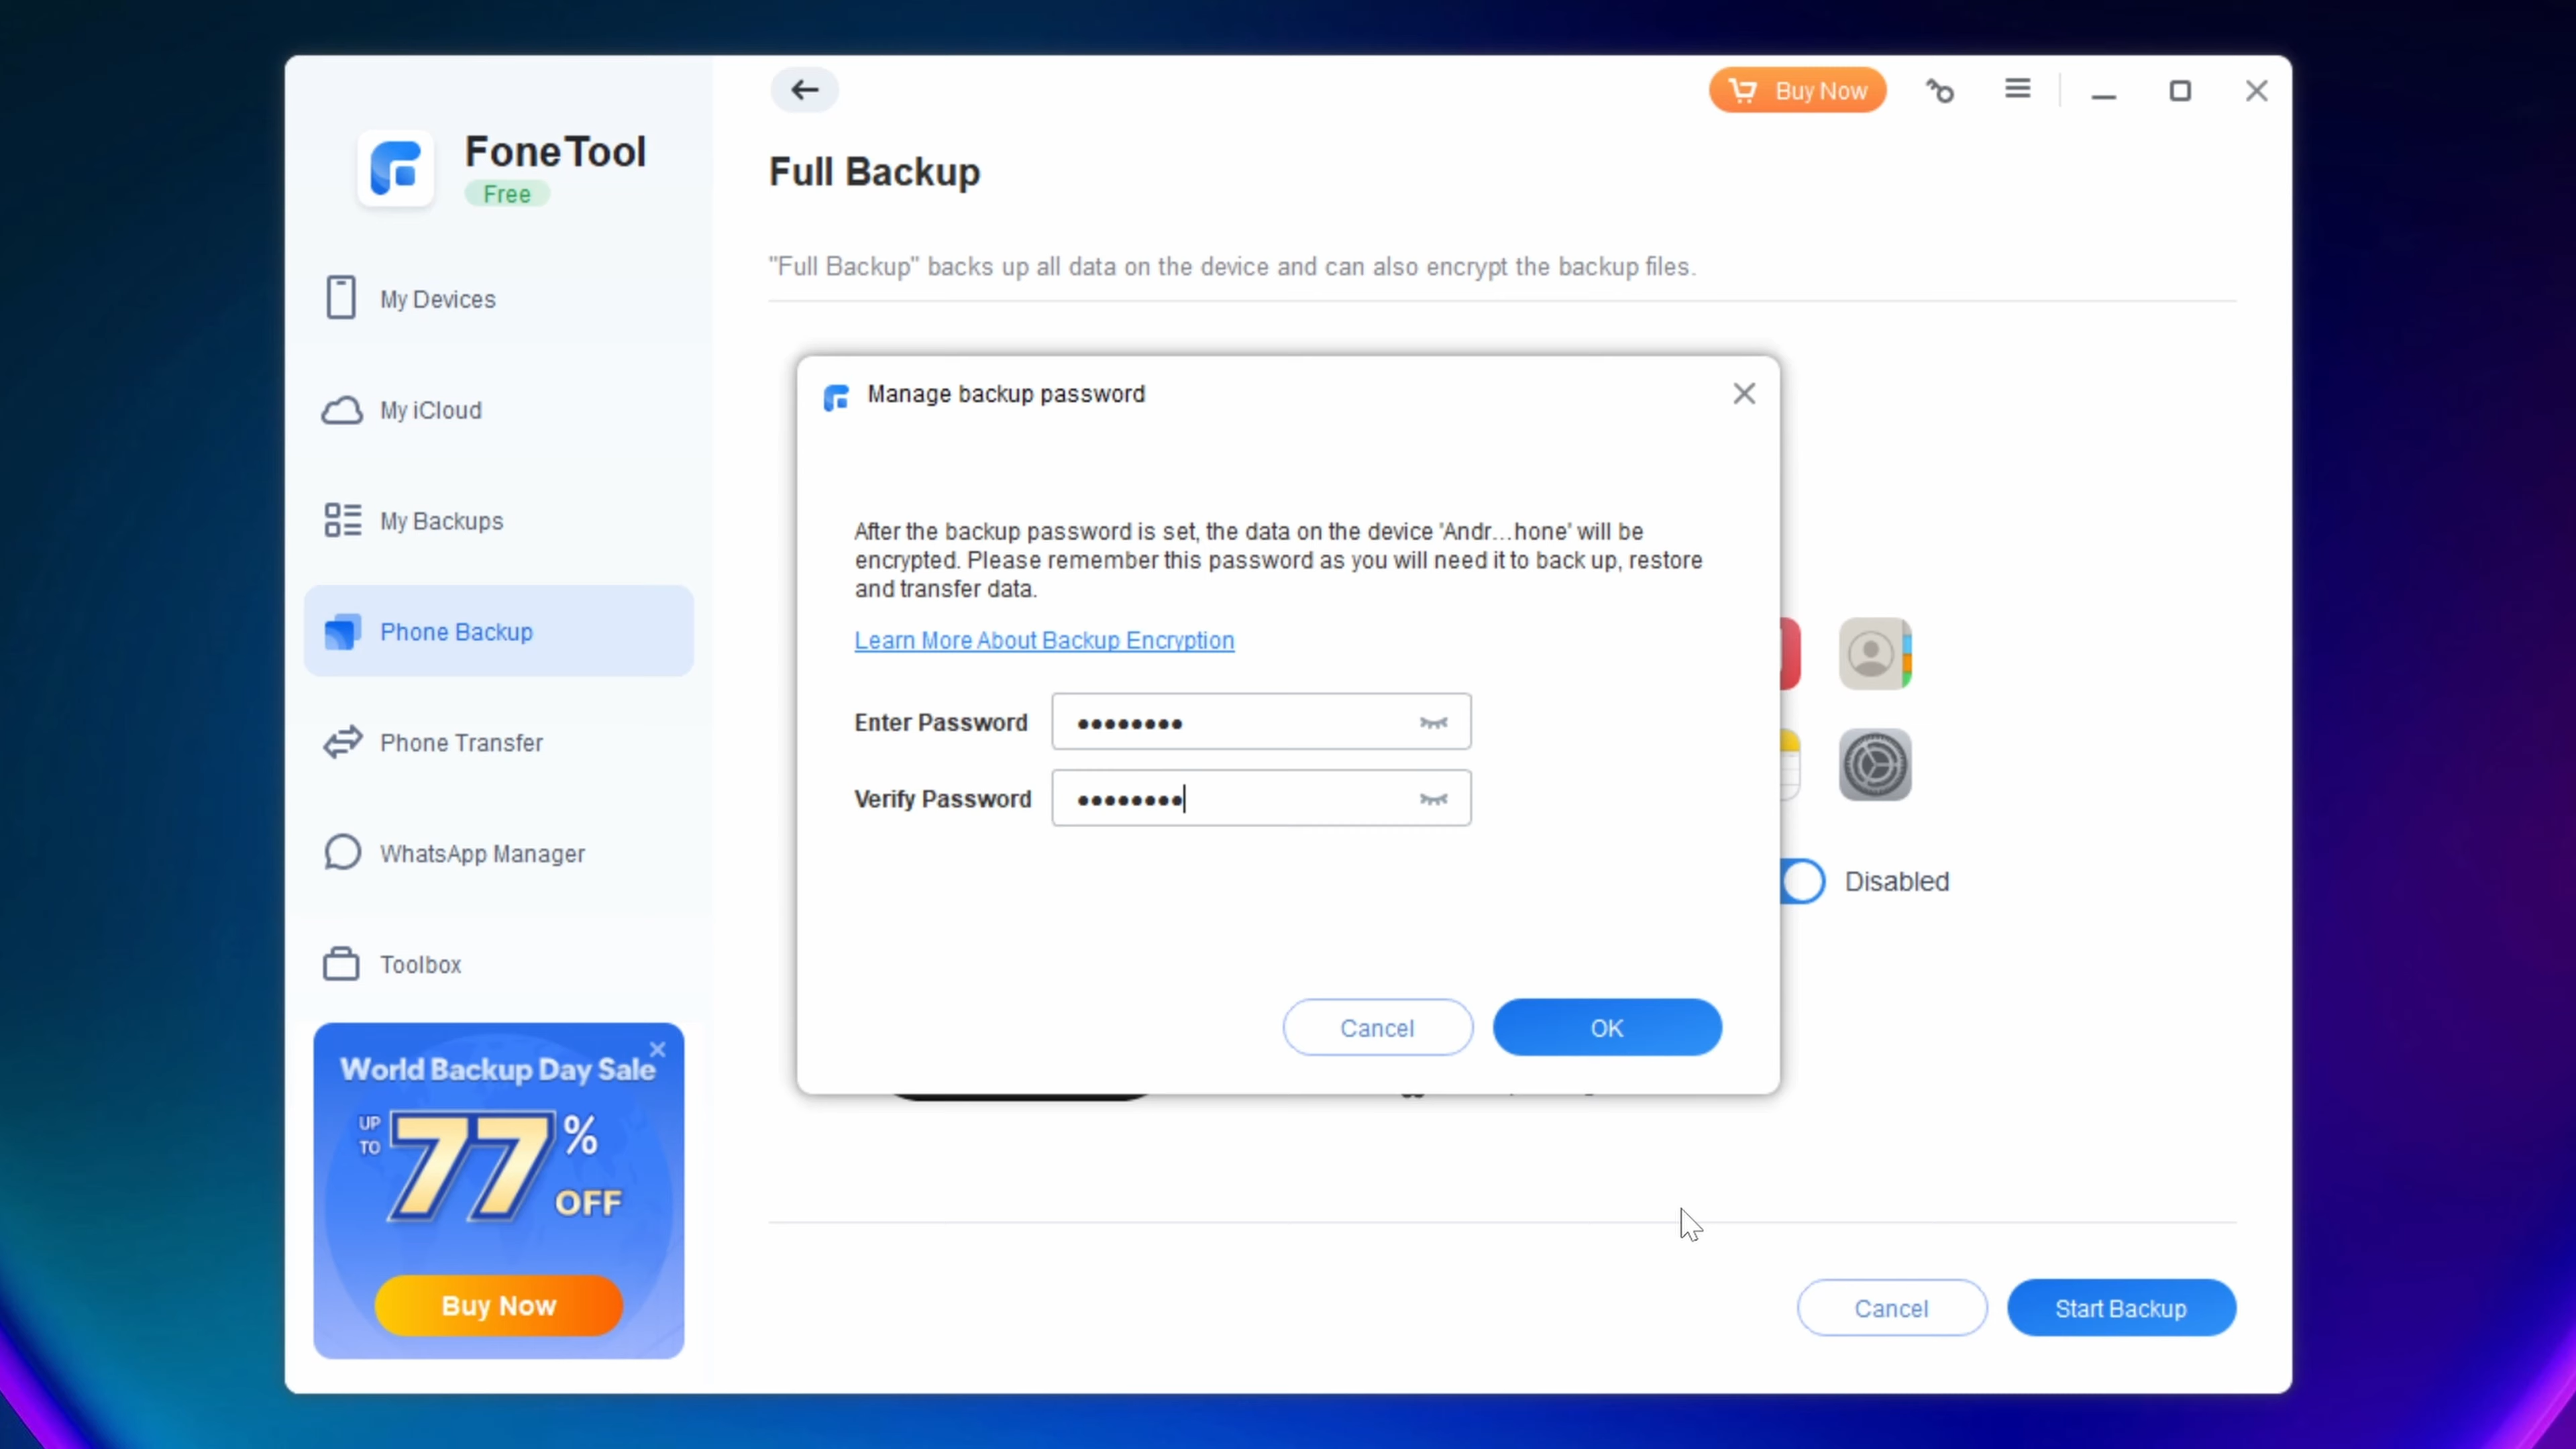 Buy Now
FoneTool
Free
Full Backup
"Full Backup" backs up all data on the device and can also encrypt the backup files.
My Devices
My iCloud
My Backups
Phone Backup
Phone Transfer
WhatsApp Manager
Toolbox
World Backup Day Sale
UP TO
77%
OFF
Buy Now
Manage backup password
After the backup password is set, the data on the device 'Andr...hone' will be
encrypted. Please remember this password as you will need it to back up, restore
and transfer data.
Learn More About Backup Encryption
Enter Password ••••••••
Verify Password ••••••••
Cancel
OK
Disabled
Cancel
Start Backup